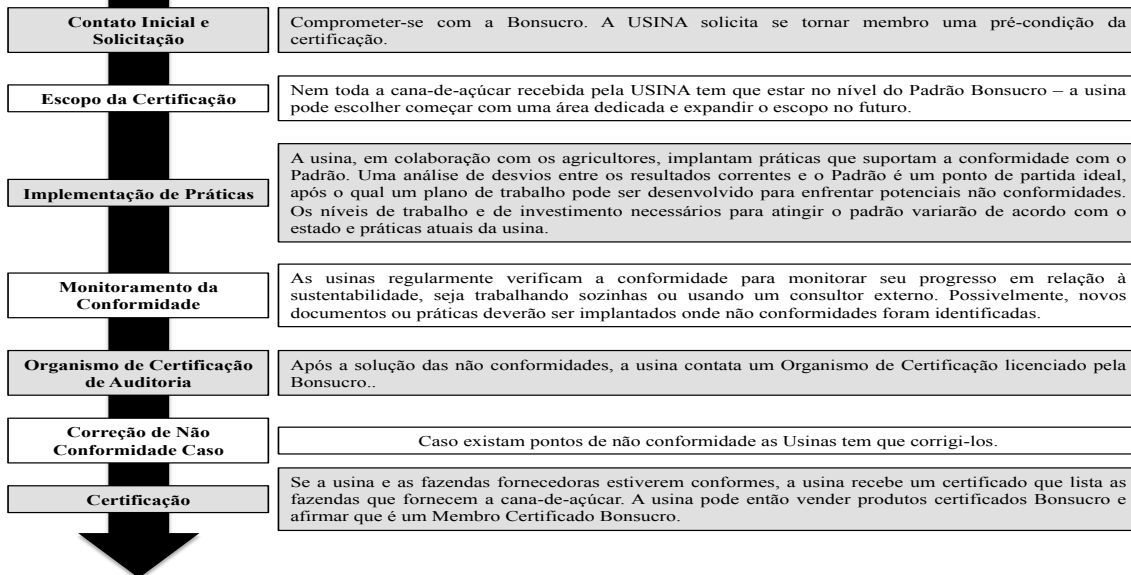 Contato Inicial e
Solicitação
Comprometer-se com a Bonsucro. A USINA solicita se tornar membro uma pré-condição da
certificação.
Escopo da Certificação
Nem toda a cana-de-açúcar recebida pela USINA tem que estar no nível do Padrão Bonsucro – a usina
pode escolher começar com uma área dedicada e expandir o escopo no futuro.
Implementação de Práticas
A usina, em colaboração com os agricultores, implantam práticas que suportam a conformidade com o
Padrão. Uma análise de desvios entre os resultados correntes e o Padrão é um ponto de partida ideal,
após o qual um plano de trabalho pode ser desenvolvido para enfrentar potenciais não conformidades.
Os níveis de trabalho e de investimento necessários para atingir o padrão variarão de acordo com o
estado e práticas atuais da usina.
Monitoramento da
Conformidade
As usinas regularmente verificam a conformidade para monitorar seu progresso em relação à
sustentabilidade, seja trabalhando sozinhas ou usando um consultor externo. Possivelmente, novos
documentos ou práticas deverão ser implantados onde não conformidades foram identificadas.
Organismo de Certificação
de Auditoria
Após a solução das não conformidades, a usina contata um Organismo de Certificação licenciado pela
Bonsucro..
Correção de Não
Conformidade Caso
Caso existam pontos de não conformidade as Usinas tem que corrigi-los.
Certificação
Se a usina e as fazendas fornecedoras estiverem conformes, a usina recebe um certificado que lista as
fazendas que fornecem a cana-de-açúcar. A usina pode então vender produtos certificados Bonsucro e
afirmar que é um Membro Certificado Bonsucro.